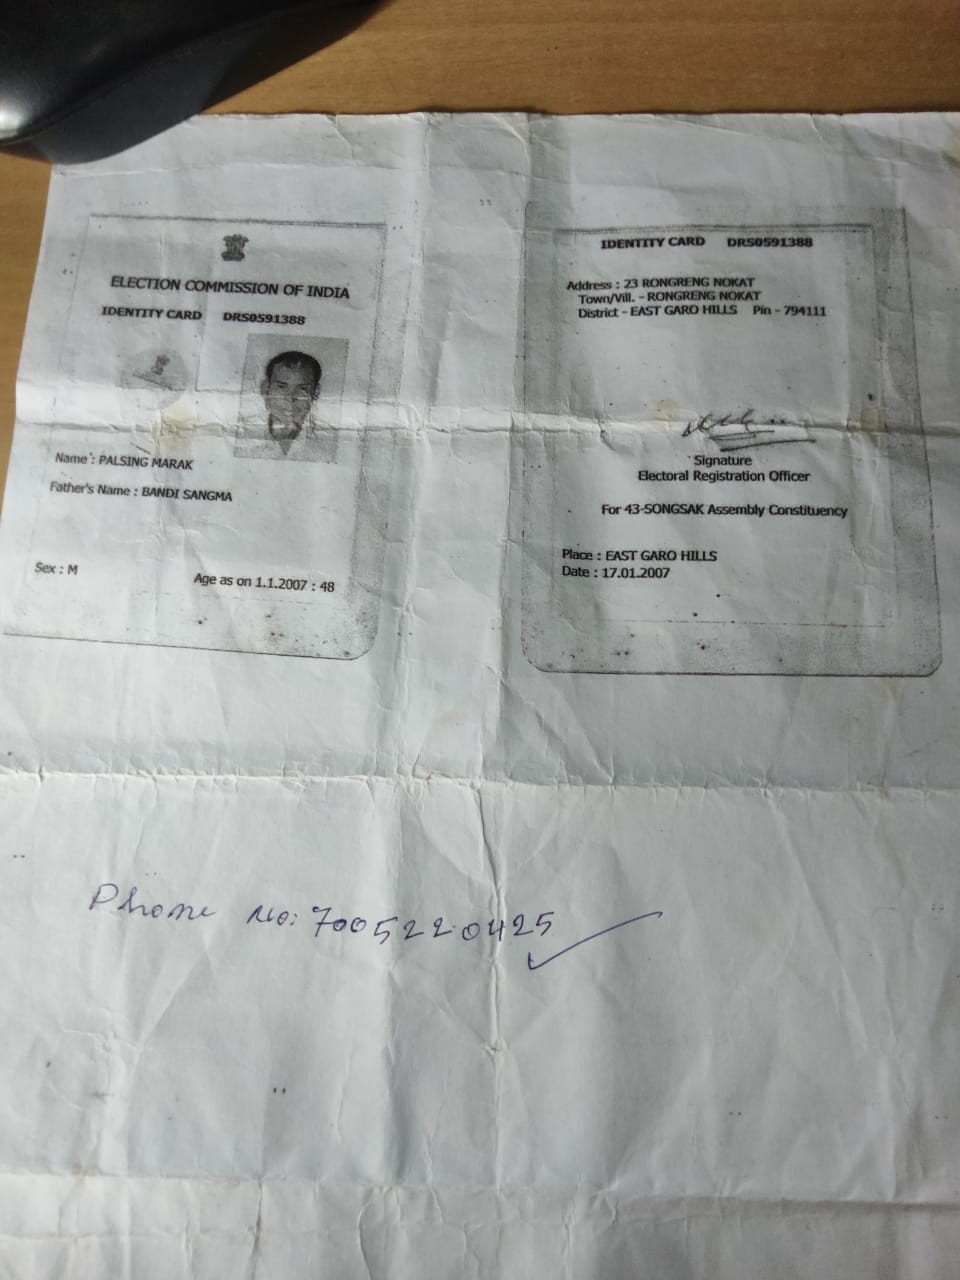 ELECTION COMMISSION OF INDIA
IDENTITY CARD DRS0591388
Name : PALSING MARAK
Father's Name : BANDI SANGMA
Sex : M
Age as on 1.1.2007 : 48
IDENTITY CARD DRS0591388
Address : 23 RONGRENG NOKAT
Town/Vill. - RONGRENG NOKAT
District - EAST GARO HILLS Pin - 794111
Signature
Electoral Registration Officer
For 43-SONGSAK Assembly Constituency
Place : EAST GARO HILLS
Date : 17.01.2007
Phone No: 7005220425